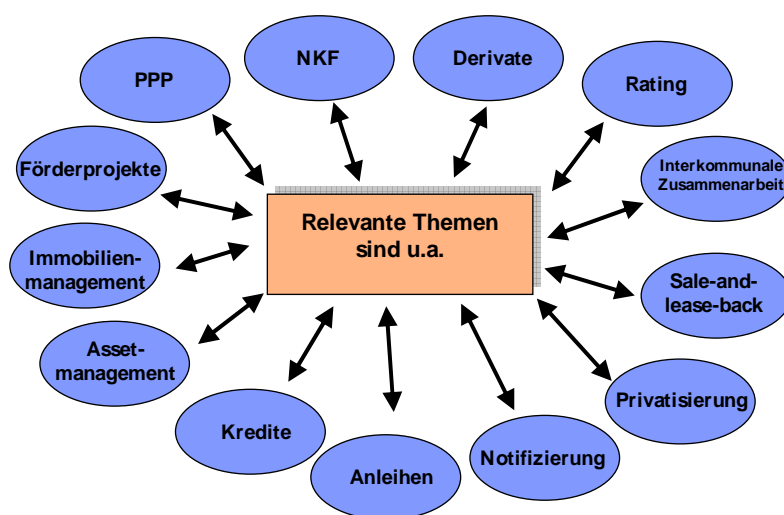 NKF
Derivate
PPP
Rating
Förderprojekte
Interkommunale
Zusammenarbeit
Relevante Themen
sind u.a.
Immobilien-
management
Sale-and-
lease-back
Asset-
management
Privatisierung
Kredite
Anleihen
Notifizierung